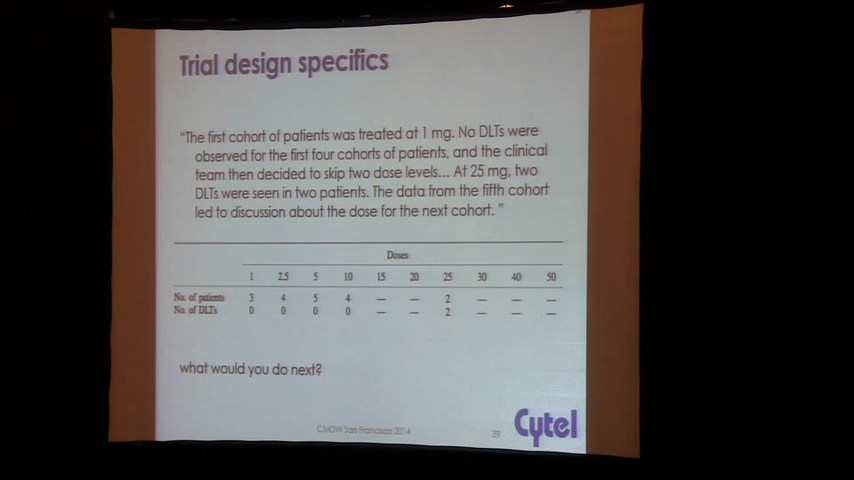 Trial design specifics
“The first cohort of patients was treated at 1 mg. No DLTs were
observed for the first four cohorts of patients, and the clinical
team then decided to skip two dose levels... At 25 mg, two
DLTs were seen in two patients. The data from the fifth cohort
led to discussion about the dose for the next cohort. ”
Doses
1 2.5 5 10 15 20 25 30 40 50
No. of patients 3 4 5 4 — — 2 — — —
No. of DLTs 0 0 0 0 — — 2 — — —
what would you do next?
CMOW San Francisco 2014
39
Cytel